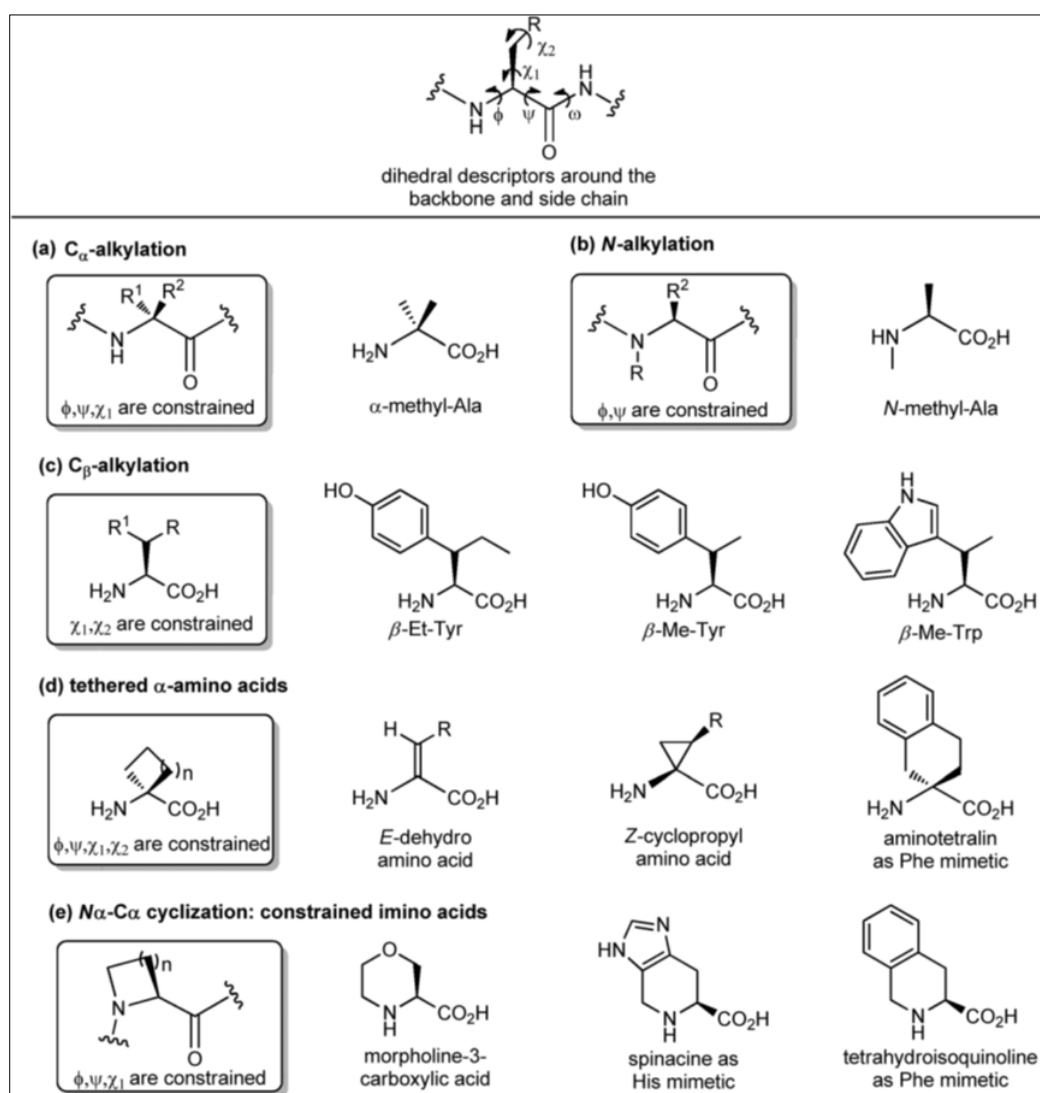 R
χ2
χ1
H
N
N
H
ϕ
ψ
ω
O
dihedral descriptors around the
backbone and side chain
(a) Cα-alkylation
(b) N-alkylation
R1 R2
N
H
O
ϕ,ψ,χ1 are constrained
H2N
CO2H
α-methyl-Ala
R2
N
R
O
ϕ,ψ are constrained
HN
CO2H
N-methyl-Ala
(c) Cβ-alkylation
R1 R
H2N
CO2H
χ1,χ2 are constrained
HO
H2N
CO2H
β-Et-Tyr
HO
H2N
CO2H
β-Me-Tyr
H
N
H2N
CO2H
β-Me-Trp
(d) tethered α-amino acids
( )n
H2N
CO2H
ϕ,ψ,χ1,χ2 are constrained
H R
H2N
CO2H
E-dehydro
amino acid
R
H2N
CO2H
Z-cyclopropyl
amino acid
H2N
CO2H
aminotetralin
as Phe mimetic
(e) Nα-Cα cyclization: constrained imino acids
( )n
N
O
ϕ,ψ,χ1 are constrained
O
N
H
CO2H
morpholine-3-
carboxylic acid
N
HN
N
H
CO2H
spinacine as
His mimetic
N
H
CO2H
tetrahydroisoquinoline
as Phe mimetic